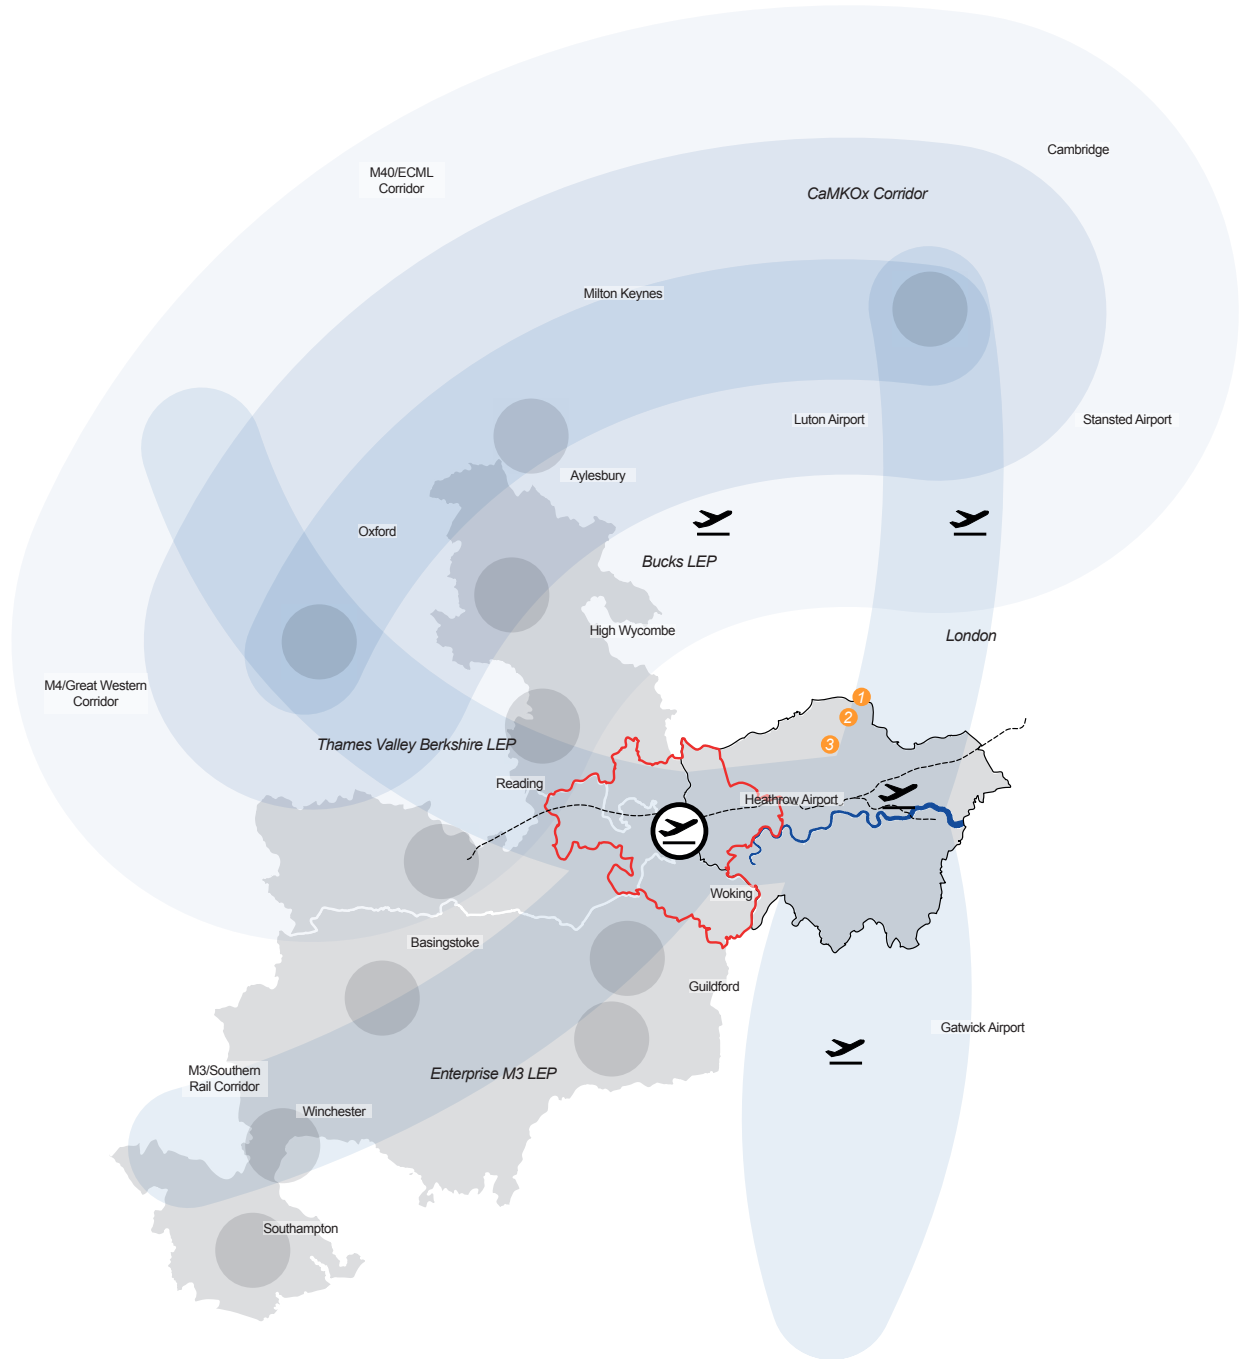 Cambridge
M40/ECML
Corridor
CaMKOx Corridor
Milton Keynes
Luton Airport
Stansted Airport
Aylesbury
Oxford
Bucks LEP
High Wycombe
London
M4/Great Western
Corridor
1
2
3
Thames Valley Berkshire LEP
Reading
Heathrow Airport
Woking
Basingstoke
Guildford
Gatwick Airport
M3/Southern
Rail Corridor
Enterprise M3 LEP
Winchester
Southampton